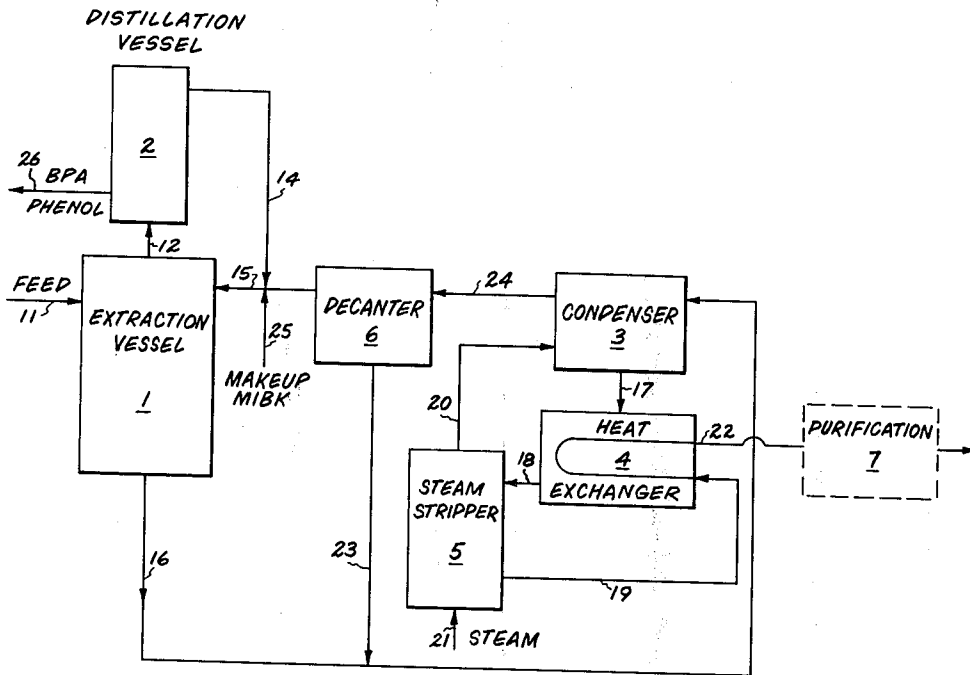 DISTILLATION
VESSEL
2
26
BPA
PHENOL
14
12
FEED
11
EXTRACTION
VESSEL
1
15
25
MAKEUP
MIBK
DECANTER
6
24
CONDENSER
3
17
20
HEAT
4
EXCHANGER
22
PURIFICATION
7
18
STEAM
STRIPPER
5
19
16
23
21
STEAM